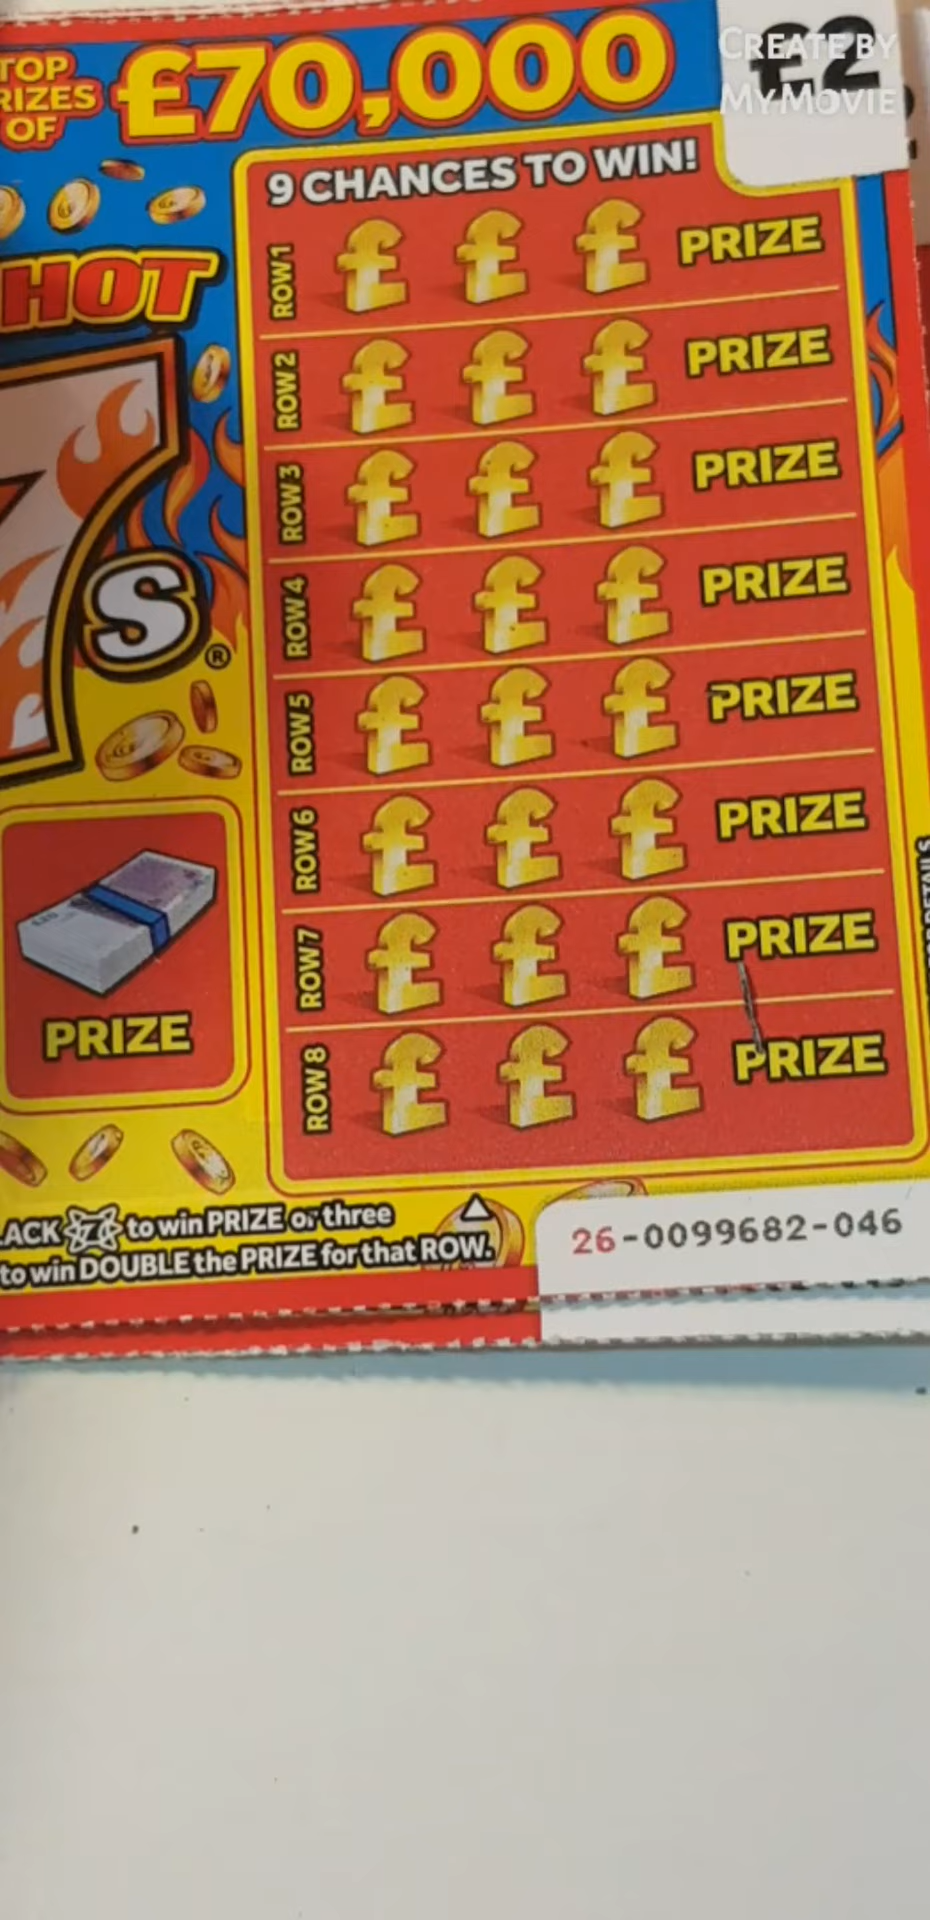 TOP
£70,000
£2
CREATE BY
MYMOVIE
OF
9 CHANCES TO WIN!
HOT
7
S®
ROW 1 £ £ £ PRIZE
ROW 2 £ £ £ PRIZE
ROW 3 £ £ £ PRIZE
ROW 4 £ £ £ PRIZE
ROW 5 £ £ £ PRIZE
ROW 6 £ £ £ PRIZE
ROW 7 £ £ £ PRIZE
ROW 8 £ £ £ PRIZE
PRIZE
to win PRIZE or three
to win DOUBLE the PRIZE for that ROW.
26-0099682-046